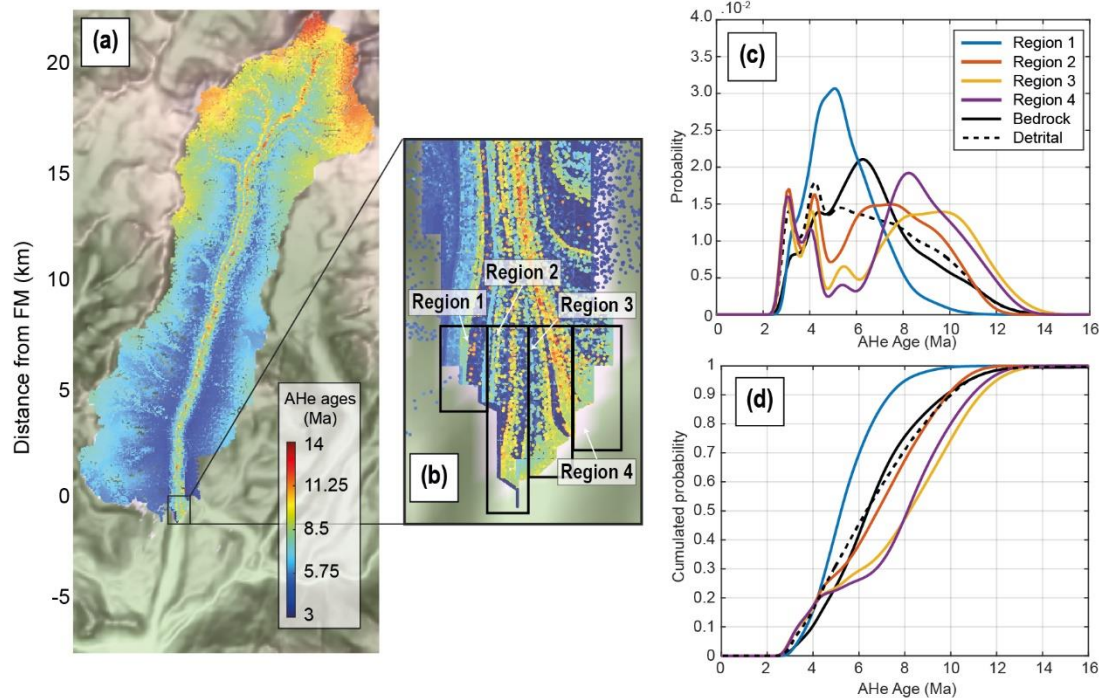 (a)
Distance from FM (km)
20
15
10
5
0
-5
AHe ages
(Ma)
14
11.25
8.5
5.75
3
Region 2
Region 1
Region 3
(b)
Region 4
.10-2
4.0
3.5
3.0
2.5
2.0
1.5
1.0
0.5
0
Probability
(c)
Region 1
Region 2
Region 3
Region 4
Bedrock
Detrital
0 2 4 6 8 10 12 14 16
AHe Age (Ma)
1
0.9
0.8
0.7
0.6
0.5
0.4
0.3
0.2
0.1
0
Cumulated probability
(d)
0 2 4 6 8 10 12 14 16
AHe Age (Ma)